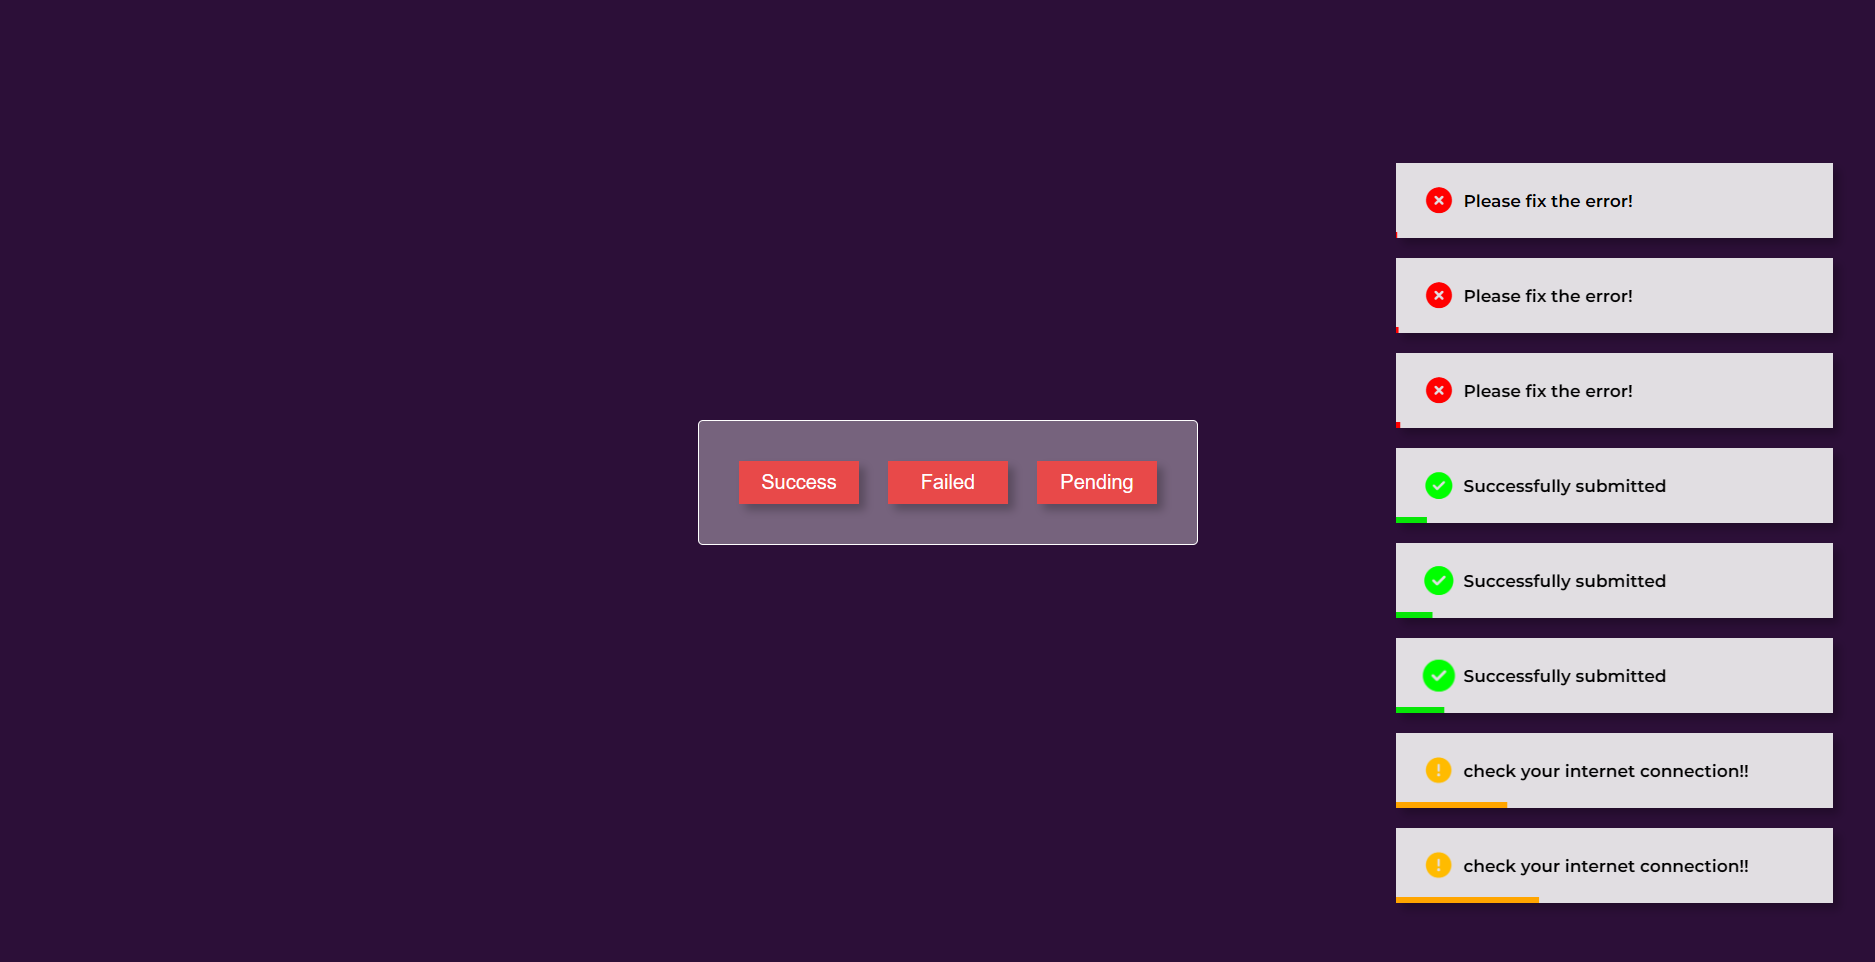 Success
Failed
Pending
Please fix the error!
Please fix the error!
Please fix the error!
Successfully submitted
Successfully submitted
Successfully submitted
check your internet connection!!
check your internet connection!!